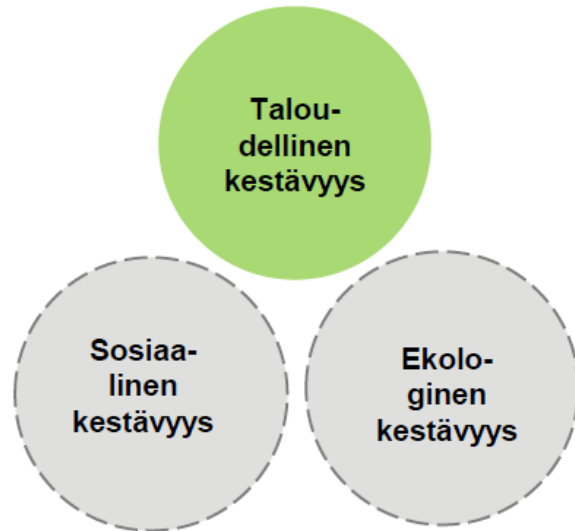 Talou-
dellinen
kestävyys
Sosiaa-
linen
kestävyys
Ekolo-
ginen
kestävyys